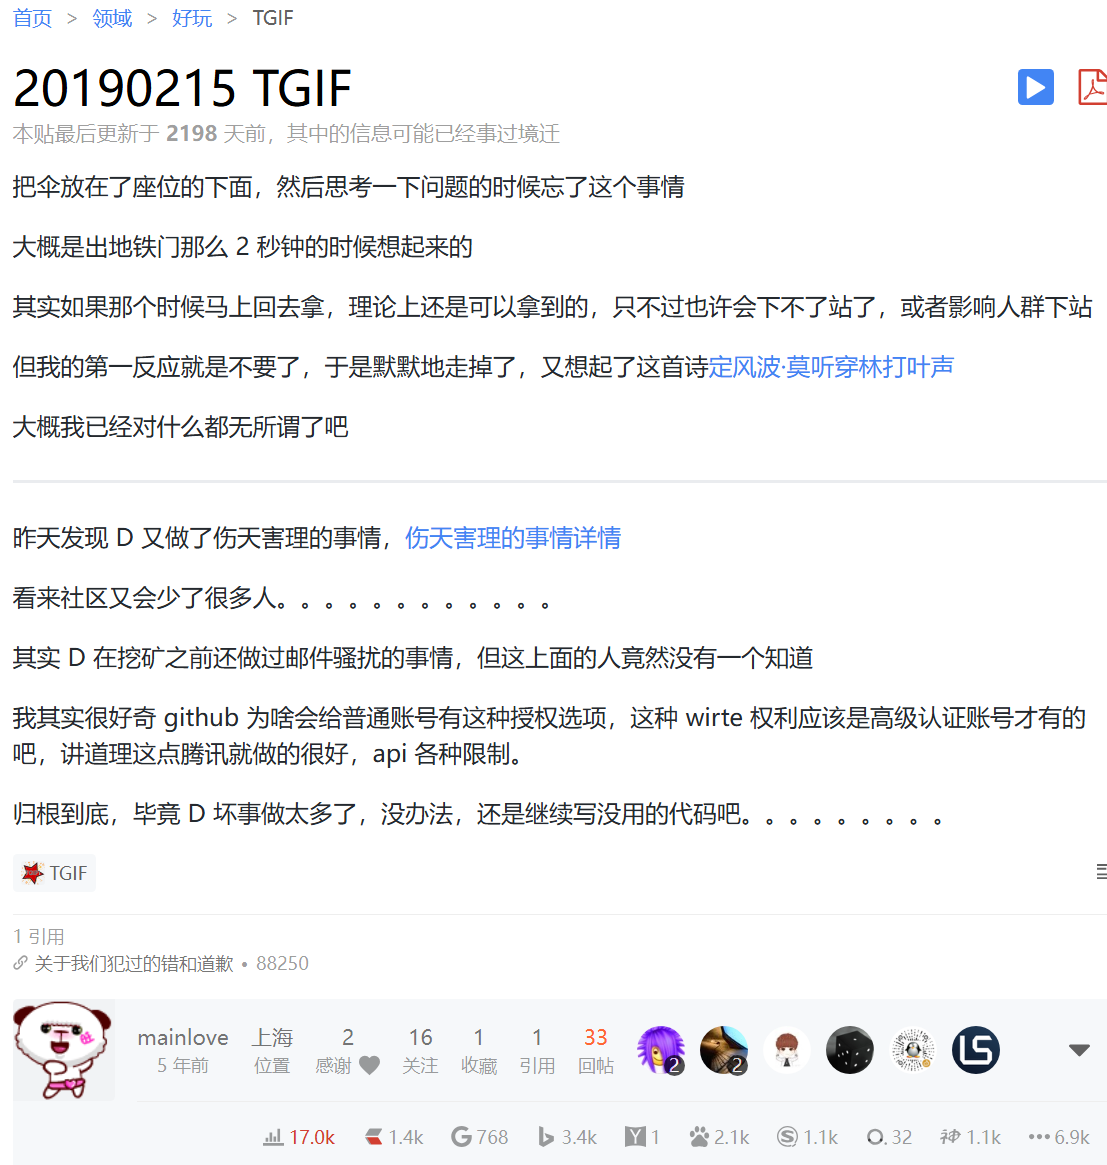 首页 > 领域 > 好玩 > TGIF
20190215 TGIF
本贴最后更新于 2198 天前，其中的信息可能已经事过境迁
把伞放在了座位的下面，然后思考一下问题的时候忘了这个事情
大概是出地铁门那么 2 秒钟的时候想起来的
其实如果那个时候马上回去拿，理论上还是可以拿到的，只不过也许会下不了站了，或者影响人群下站
但我的第一反应就是不要了，于是默默地走掉了，又想起了这首诗定风波·莫听穿林打叶声
大概我已经对什么都无所谓了吧
昨天发现 D 又做了伤天害理的事情，伤天害理的事情详情
看来社区又会少了很多人。。。。。。。。。。。。
其实 D 在挖矿之前还做过邮件骚扰的事情，但这上面的人竟然没有一个知道
我其实很好奇 github 为啥会给普通账号有这种授权选项，这种 wirte 权利应该是高级认证账号才有的
吧，讲道理这点腾讯就做的很好，api 各种限制。
归根到底，毕竟 D 坏事做太多了，没办法，还是继续写没用的代码吧。。。。。。。。。
TGIF
1 引用
关于我们犯过的错和道歉 • 88250
mainlove 上海 2 16 1 1 33
5 年前 位置 感谢 关注 收藏 引用 回帖
2 2
17.0k 1.4k 768 3.4k 1 2.1k 1.1k 32 神 1.1k 6.9k